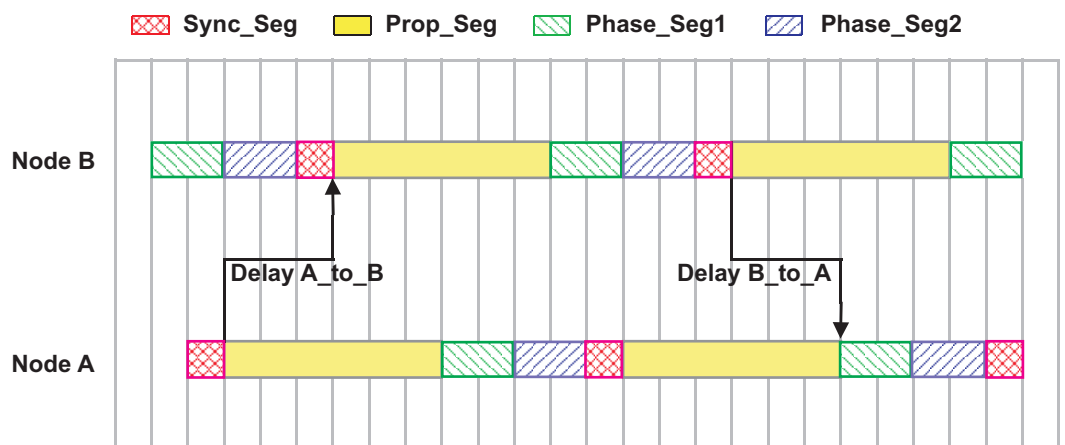 Sync_Seg Prop_Seg Phase_Seg1 Phase_Seg2
Node B
Delay A_to_B Delay B_to_A
Node A